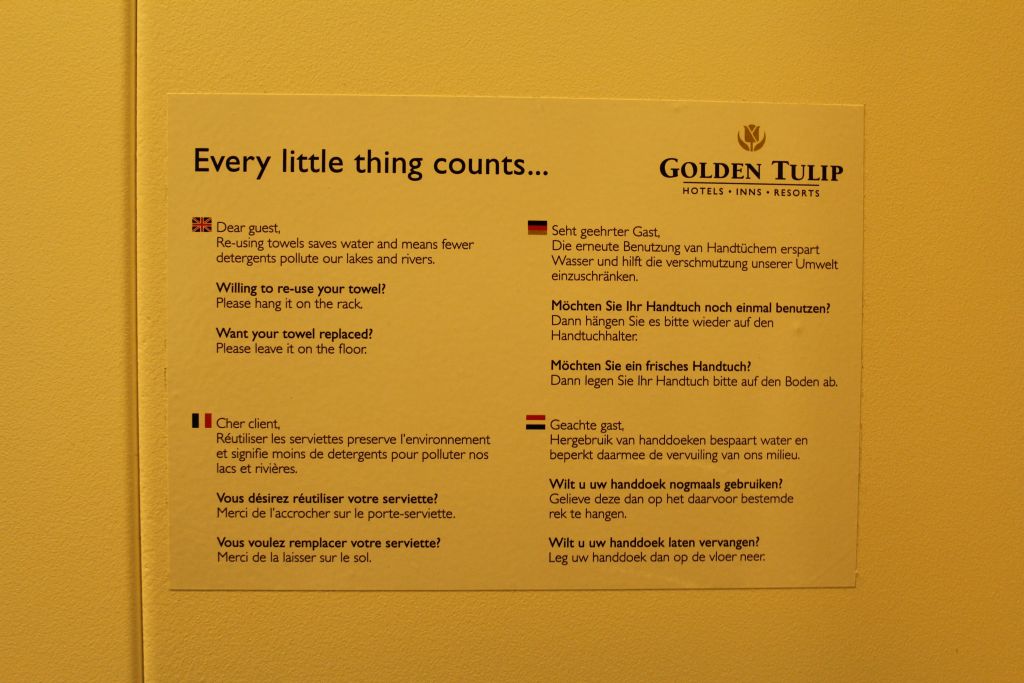 Every little thing counts...
GOLDEN TULIP
HOTELS • INNS • RESORTS
Dear guest,
Re-using towels saves water and means fewer
detergents pollute our lakes and rivers.
Willing to re-use your towel?
Please hang it on the rack.
Want your towel replaced?
Please leave it on the floor.
Seht geehrter Gast,
Die erneute Benutzung van Handtüchem erspart
Wasser und hilft die verschmutzung unserer Umwelt
einzuschränken.
Möchten Sie Ihr Handtuch noch einmal benutzen?
Dann hängen Sie es bitte wieder auf den
Handtuchhalter.
Möchten Sie ein frisches Handtuch?
Dann legen Sie Ihr Handtuch bitte auf den Boden ab.
Cher client,
Réutiliser les serviettes preserve l'environnement
et signifie moins de detergents pour polluter nos
lacs et rivières.
Vous désirez réutiliser votre serviette?
Merci de l'accrocher sur le porte-serviette.
Vous voulez remplacer votre serviette?
Merci de la laisser sur le sol.
Geachte gast,
Hergebruik van handdoeken bespaart water en
beperkt daarmee de vervuiling van ons milieu.
Wilt u uw handdoek nogmaals gebruiken?
Gelieve deze dan op het daarvoor bestemde
rek te hangen.
Wilt u uw handdoek laten vervangen?
Leg uw handdoek dan op de vloer neer.